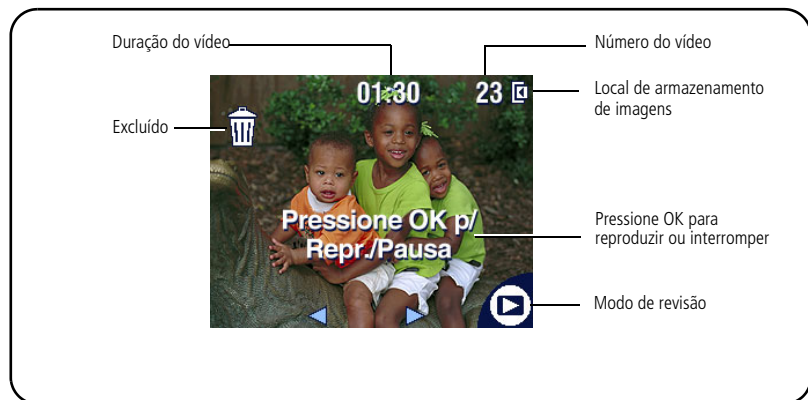 Duração do vídeo
Número do vídeo
01:30
23
Local de armazenamento
de imagens
Excluído
Pressione OK p/
Repr./Pausa
Pressione OK para
reproduzir ou interromper
Modo de revisão